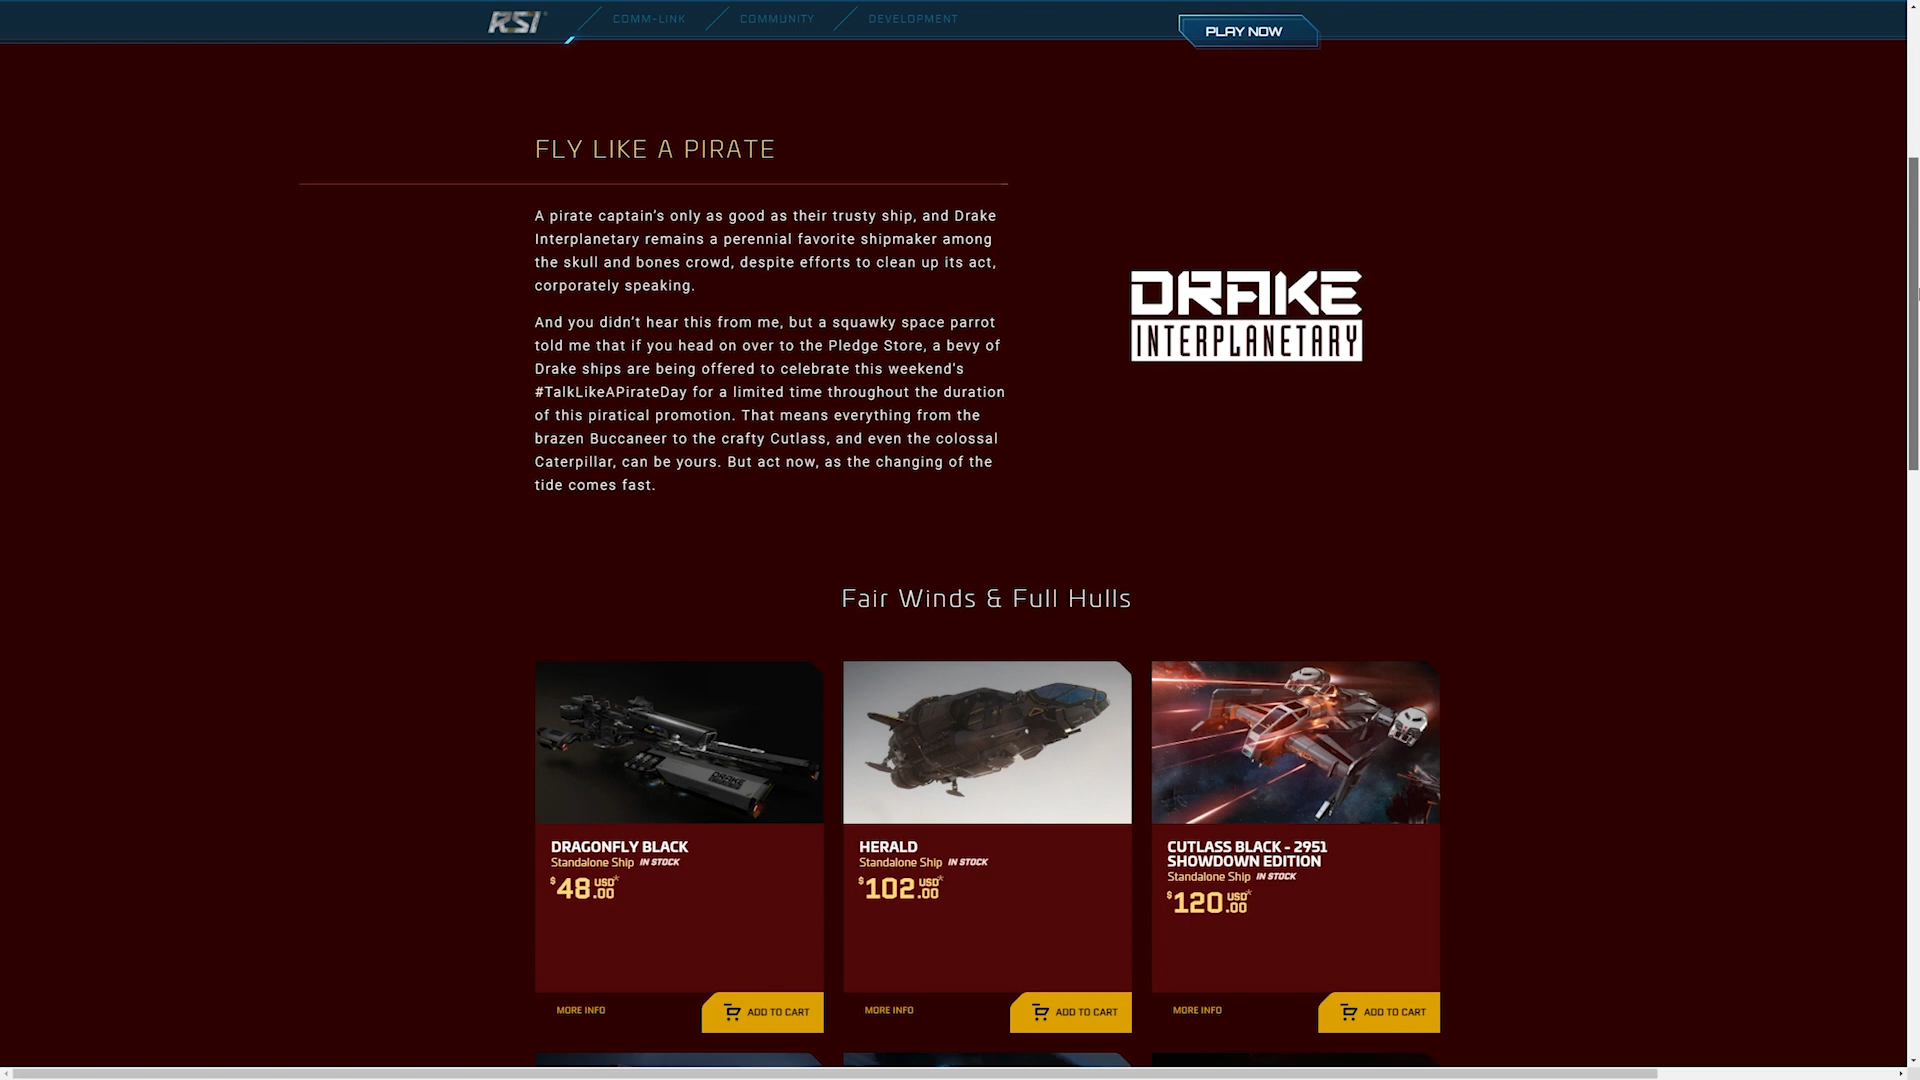 RSI
COMM-LINK
COMMUNITY
DEVELOPMENT
PLAY NOW
FLY LIKE A PIRATE
A pirate captain’s only as good as their trusty ship, and Drake
Interplanetary remains a perennial favorite shipmaker among
the skull and bones crowd, despite efforts to clean up its act,
corporately speaking.
And you didn’t hear this from me, but a squawky space parrot
told me that if you head on over to the Pledge Store, a bevy of
Drake ships are being offered to celebrate this weekend's
#TalkLikeAPirateDay for a limited time throughout the duration
of this piratical promotion. That means everything from the
brazen Buccaneer to the crafty Cutlass, and even the colossal
Caterpillar, can be yours. But act now, as the changing of the
tide comes fast.
DRAKE
INTERPLANETARY
Fair Winds & Full Hulls
DRAKE
DRAGONFLY BLACK
Standalone Ship IN STOCK
$48.00 USD*
MORE INFO
ADD TO CART
HERALD
Standalone Ship IN STOCK
$102.00 USD*
MORE INFO
ADD TO CART
CUTLASS BLACK - 2951
SHOWDOWN EDITION
Standalone Ship IN STOCK
$120.00 USD*
MORE INFO
ADD TO CART